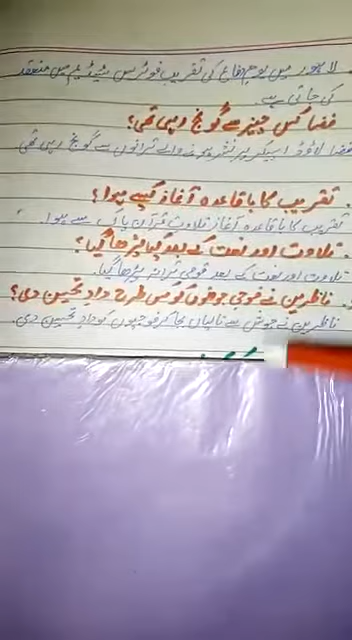 لاہور میں یوم دفاع کی تقریب فورٹریس سٹیڈیم میں منعقد
کی جاتی ہے۔
فضا کس چیز سے گونج رہی تھی؟
فضا لاؤڈ اسپیکر پر نشر ہونے والے ترانوں سے گونج رہی تھی
تقریب کا باقاعدہ آغاز کیسے ہوا؟
تقریب کا باقاعدہ آغاز تلاوت قرآن پاک سے ہوا۔
تلاوت اور نعت کے بعد کیا پڑھا گیا؟
تلاوت اور نعت کے بعد قومی ترانہ پڑھا گیا۔
ناظرین نے فوجی جوانوں کو کس طرح داد تحسین دی؟
ناظرین نے جوش سے تالیاں بجا کر فوجیوں کو داد تحسین دی۔